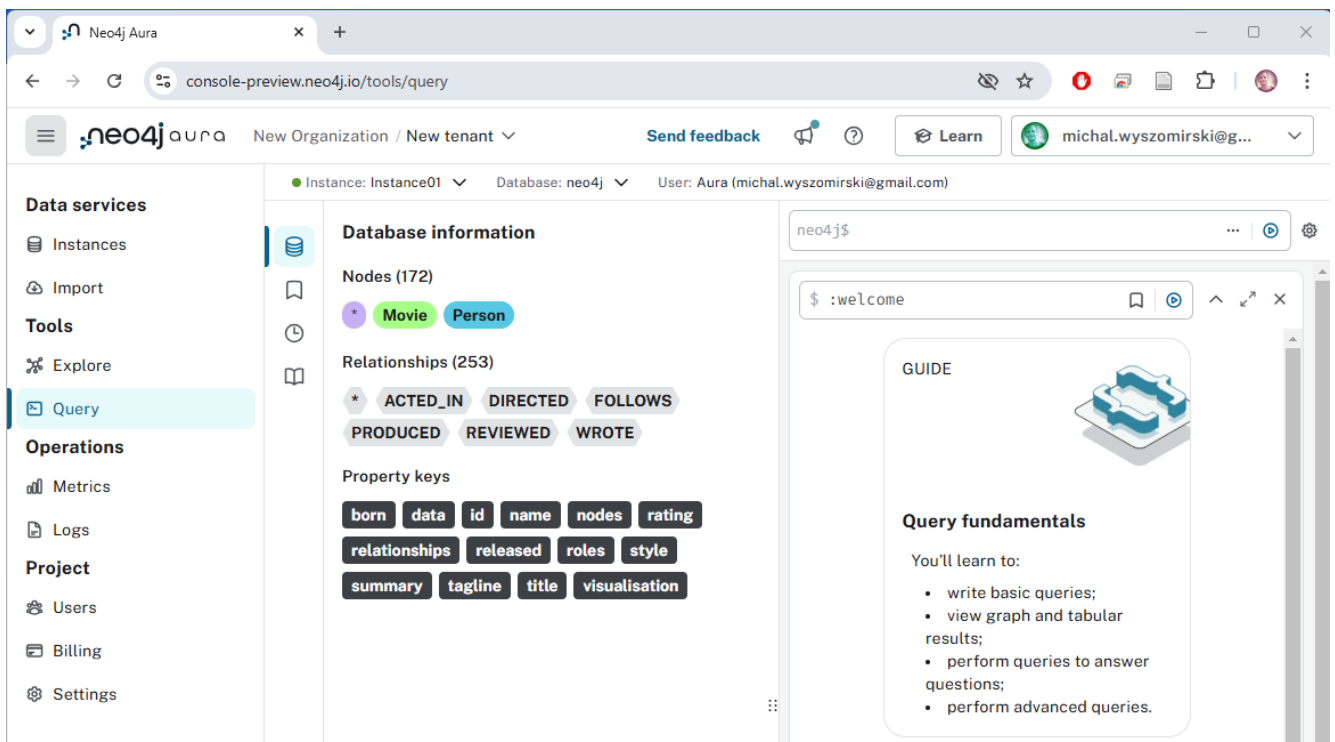 Neo4j Aura
console-preview.neo4j.io/tools/query
neo4j aura New Organization / New tenant Send feedback Learn michal.wyszomirski@g...
Instance: Instance01 Database: neo4j User: Aura (michal.wyszomirski@gmail.com)
Data services
Instances
Import
Tools
Explore
Query
Operations
Metrics
Logs
Project
Users
Billing
Settings
Database information
Nodes (172)
* Movie Person
Relationships (253)
* ACTED_IN DIRECTED FOLLOWS
PRODUCED REVIEWED WROTE
Property keys
born data id name nodes rating
relationships released roles style
summary tagline title visualisation
neo4j$
$ :welcome
GUIDE
Query fundamentals
You'll learn to:
• write basic queries;
• view graph and tabular
results;
• perform queries to answer
questions;
• perform advanced queries.